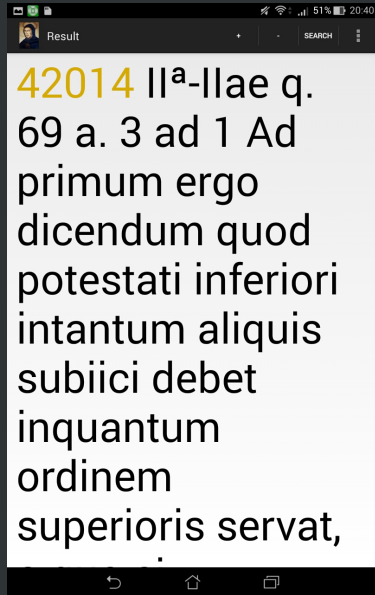 51% 20:40
Result + - SEARCH
42014 IIª-IIae q.
69 a. 3 ad 1 Ad
primum ergo
dicendum quod
potestati inferiori
intantum aliquis
subiici debet
inquantum
ordinem
superioris servat,